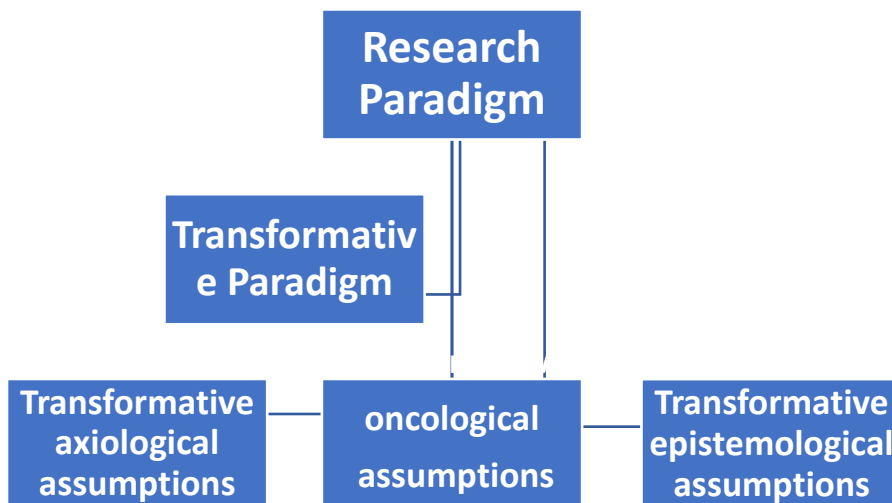 Research
Paradigm
Transformativ
e Paradigm
Transformative
axiological
assumptions
oncological
assumptions
Transformative
epistemological
assumptions